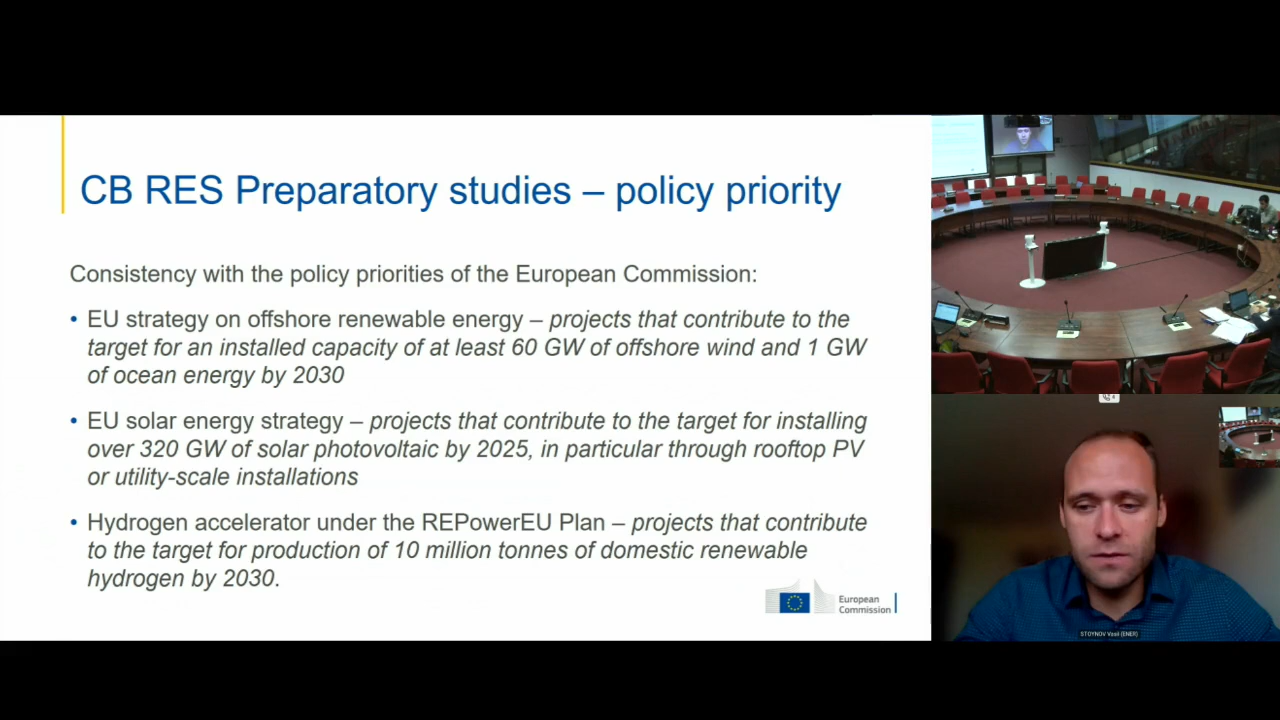 CB RES Preparatory studies – policy priority
Consistency with the policy priorities of the European Commission:
• EU strategy on offshore renewable energy – projects that contribute to the
target for an installed capacity of at least 60 GW of offshore wind and 1 GW
of ocean energy by 2030
• EU solar energy strategy – projects that contribute to the target for installing
over 320 GW of solar photovoltaic by 2025, in particular through rooftop PV
or utility-scale installations
• Hydrogen accelerator under the REPowerEU Plan – projects that contribute
to the target for production of 10 million tonnes of domestic renewable
hydrogen by 2030.
European
Commission
STOYNOV Vasil (ENER)